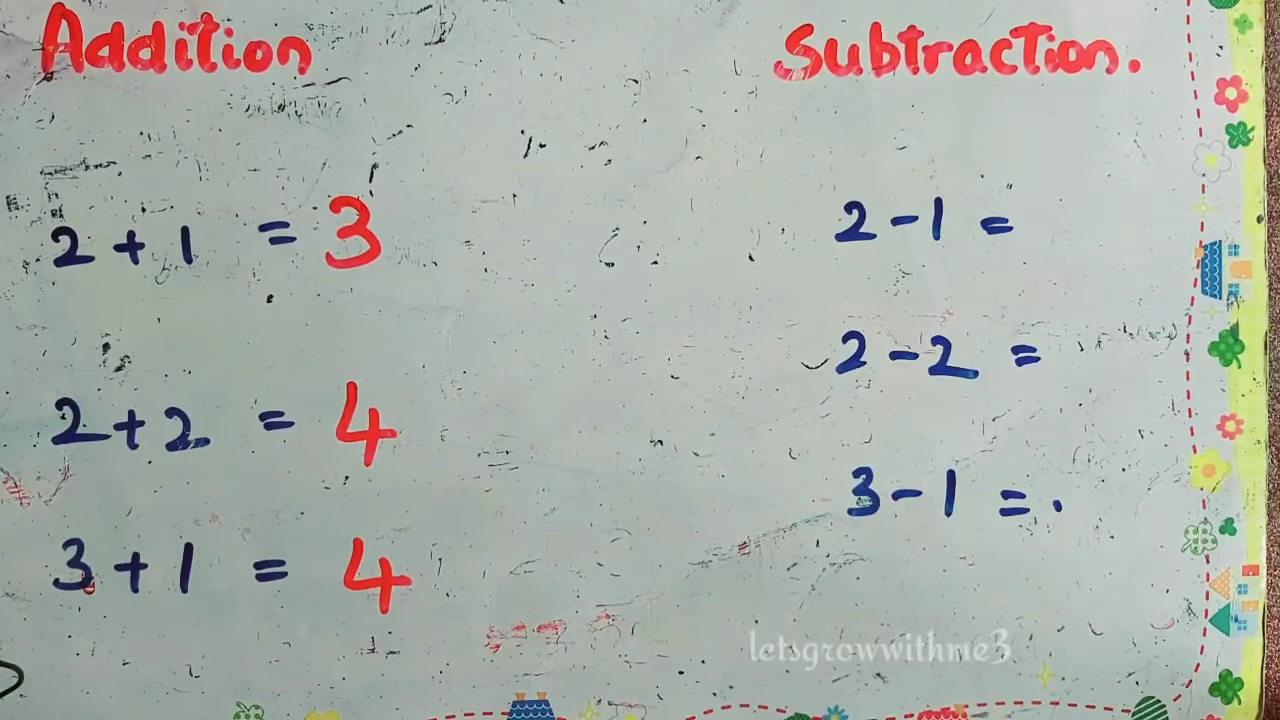 Addition
2 + 1 = 3
2 + 2 = 4
3 + 1 = 4
Subtraction.
2 - 1 =
2 - 2 =
3 - 1 = .
letsgrowwithme3